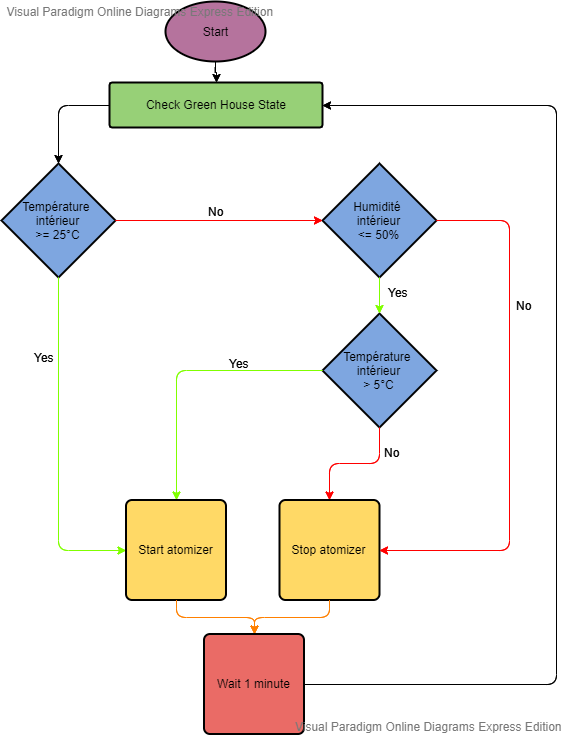 Visual Paradigm Online Diagrams Express Edition
Start
Check Green House State
Température
intérieur
>= 25°C
No
Humidité
intérieur
<= 50%
Yes
No
Température
intérieur
> 5°C
Yes
Yes
No
Start atomizer
Stop atomizer
Wait 1 minute
Visual Paradigm Online Diagrams Express Edition